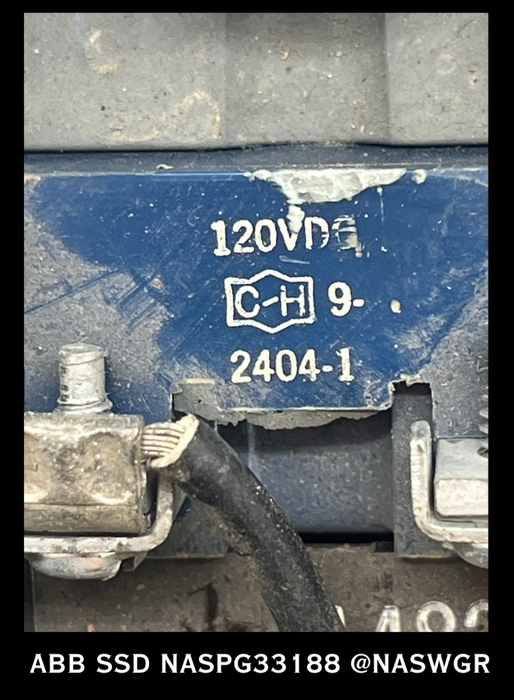 120VDC
C-H 9-
2404-1
ABB SSD NASPG33188 @NASWGR